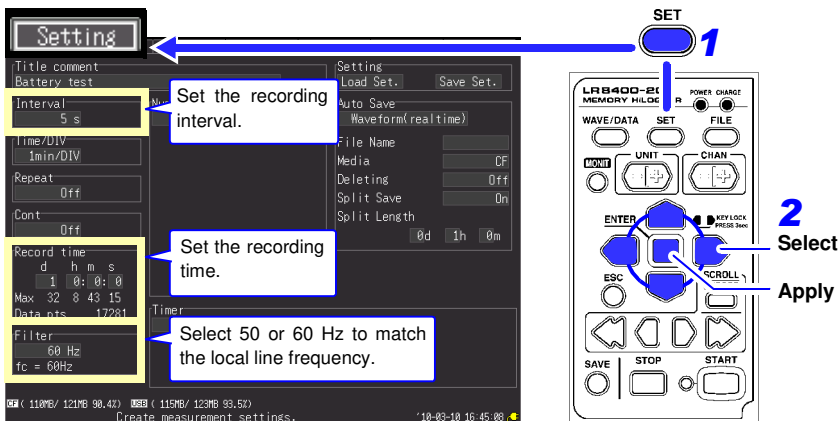 Setting
SET
1
Title comment
Battery test
Setting
Load Set. Save Set.
Interval
5 s
Set the recording interval.
Auto Save
Waveform(realtime)
Time/DIV
1min/DIV
File Name
Media CF
Repeat
Off
Deleting Off
Split Save On
Cont
Off
Split Length
0d 1h 0m
Record time
d h m s
1 0: 0: 0
Max 32 8 43 15
Data pts 17281
Set the recording time.
Timer
Filter
60 Hz
fc = 60Hz
Select 50 or 60 Hz to match the local line frequency.
CF ( 110MB/ 121MB 90.4%) USB ( 115MB/ 123MB 93.5%)
Create measurement settings. '10-03-10 16:45:08
LR8400-20
MEMORY HiLOGGER
POWER CHARGE
WAVE/DATA SET FILE
MONIT UNIT CHAN
ENTER
KEY LOCK
PRESS 3sec
2
Select
Apply
ESC
SCROLL
SAVE STOP START